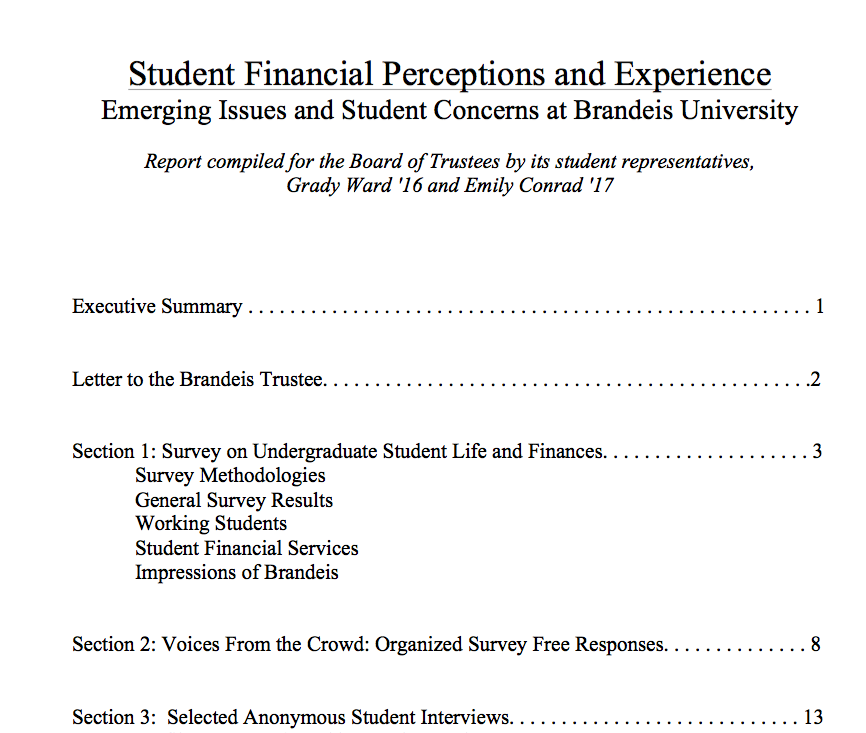 Student Financial Perceptions and Experience
Emerging Issues and Student Concerns at Brandeis University
Report compiled for the Board of Trustees by its student representatives,
Grady Ward '16 and Emily Conrad '17
Executive Summary . . . . . . . . . . . . . . . . . . . . . . . . . . . . . . . . . . . . . . . . . . . . . . . . . . . . . . 1
Letter to the Brandeis Trustee. . . . . . . . . . . . . . . . . . . . . . . . . . . . . . . . . . . . . . . . . . . . . . .2
Section 1: Survey on Undergraduate Student Life and Finances. . . . . . . . . . . . . . . . . . . . 3
Survey Methodologies
General Survey Results
Working Students
Student Financial Services
Impressions of Brandeis
Section 2: Voices From the Crowd: Organized Survey Free Responses. . . . . . . . . . . . . . 8
Section 3:  Selected Anonymous Student Interviews. . . . . . . . . . . . . . . . . . . . . . . . . . . . 13